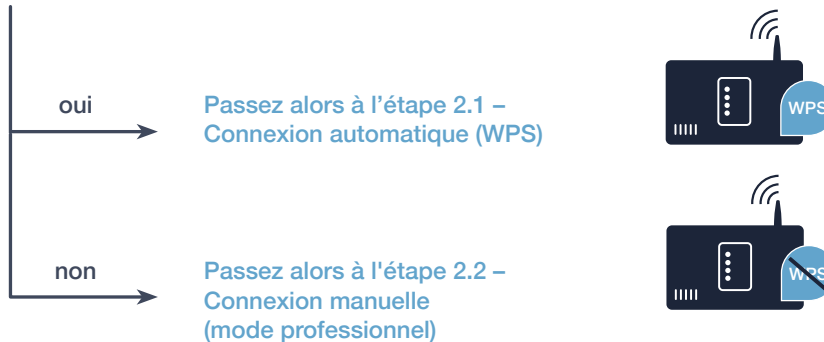 oui
Passez alors à l’étape 2.1 –
Connexion automatique (WPS)
WPS
non
Passez alors à l'étape 2.2 –
Connexion manuelle
(mode professionnel)
WPS